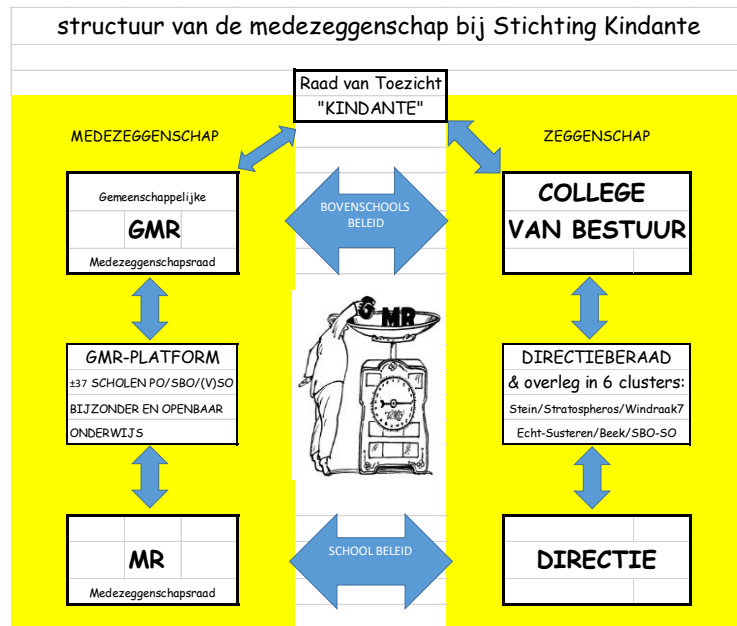 structuur van de medezeggenschap bij Stichting Kindante
Raad van Toezicht
"KINDANTE"
MEDEZEGGENSCHAP
ZEGGENSCHAP
Gemeenschappelijke
GMR
Medezeggenschapsraad
BOVENSCHOOLS
BELEID
COLLEGE
VAN BESTUUR
GMR-PLATFORM
±37 SCHOLEN PO/SBO/(V)SO
BIJZONDER EN OPENBAAR
ONDERWIJS
G MR
DIRECTIEBERAAD
& overleg in 6 clusters:
Stein/Stratospheros/Windraak7
Echt-Susteren/Beek/SBO-SO
MR
Medezeggenschapsraad
SCHOOL BELEID
DIRECTIE